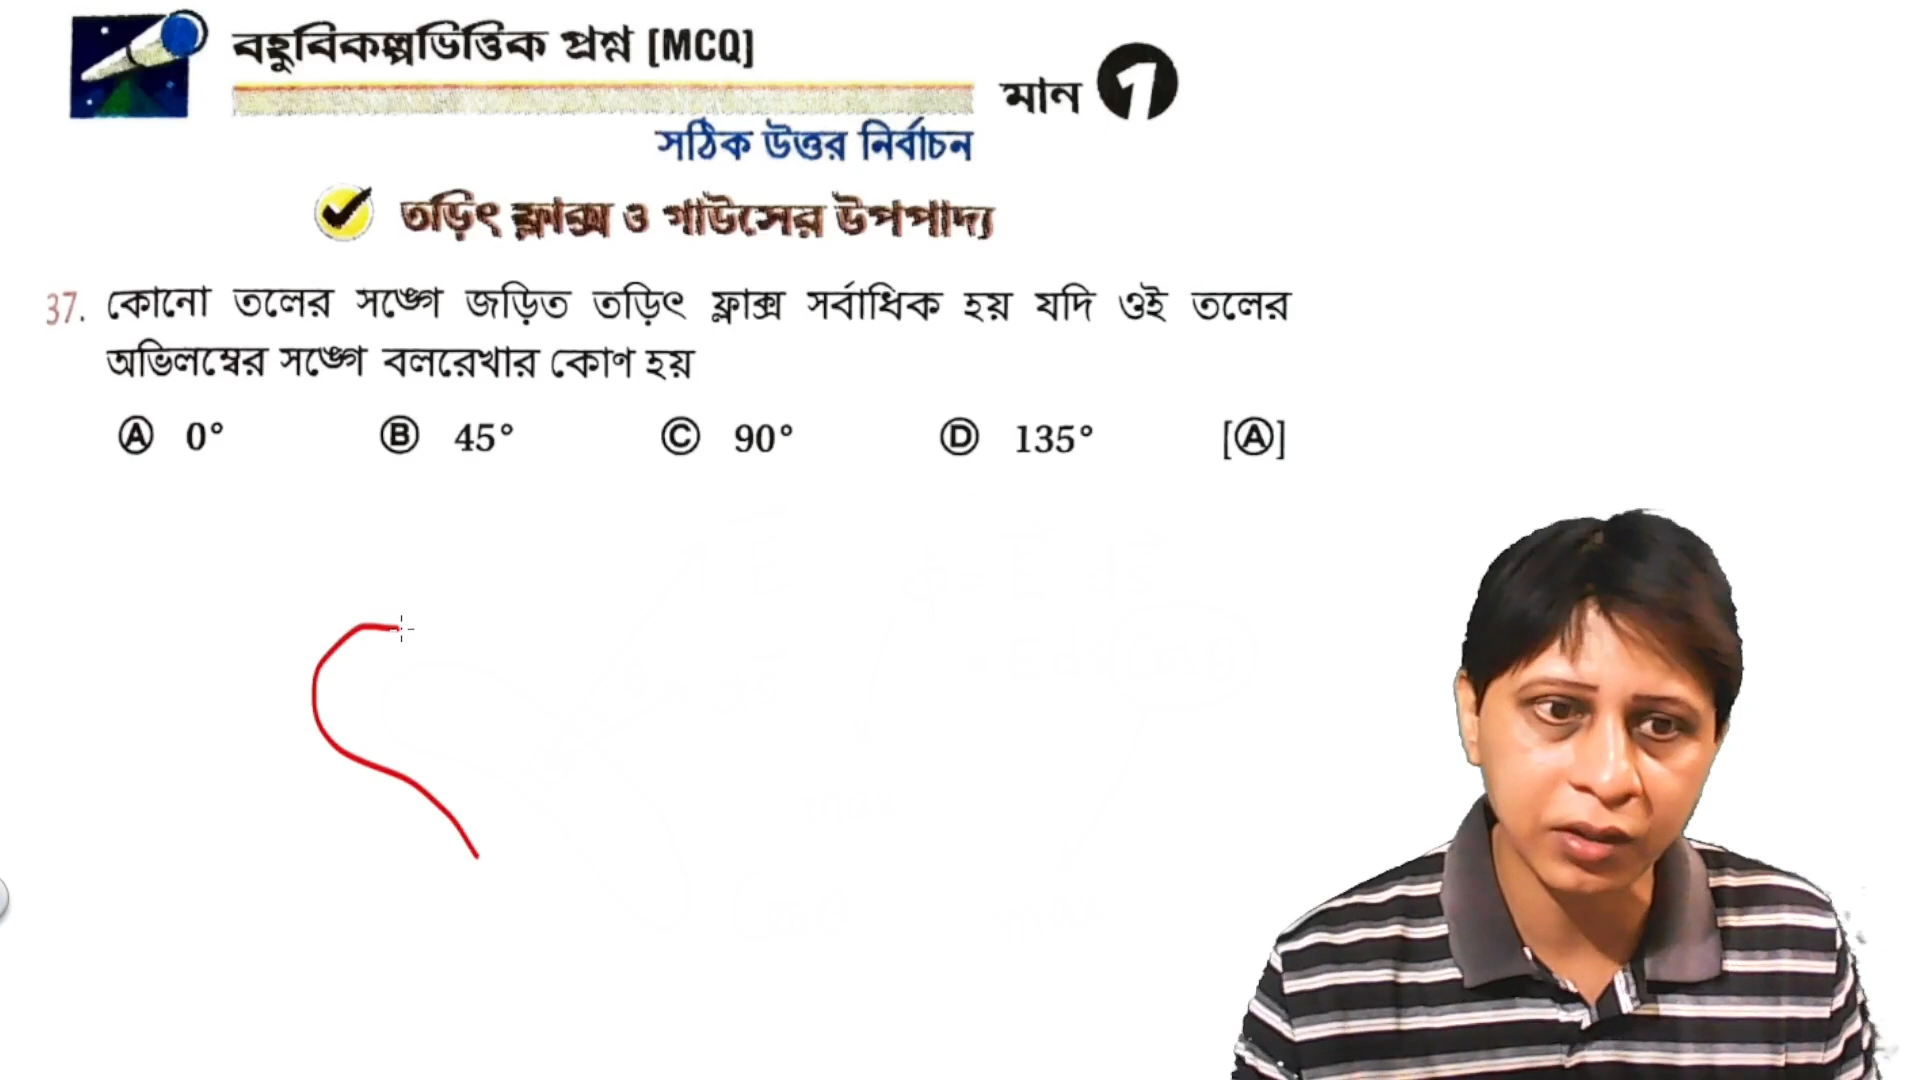 বহুবিকল্পভিত্তিক প্রশ্ন [MCQ]
মান 1
সঠিক উত্তর নির্বাচন
তড়িৎ ফ্লাক্স ও গাউসের উপপাদ্য
37. কোনো তলের সঙ্গে জড়িত তড়িৎ ফ্লাক্স সর্বাধিক হয় যদি ওই তলের
অভিলম্বের সঙ্গে বলরেখার কোণ হয়
Ⓐ 0° Ⓑ 45° Ⓒ 90° Ⓓ 135° [Ⓐ]